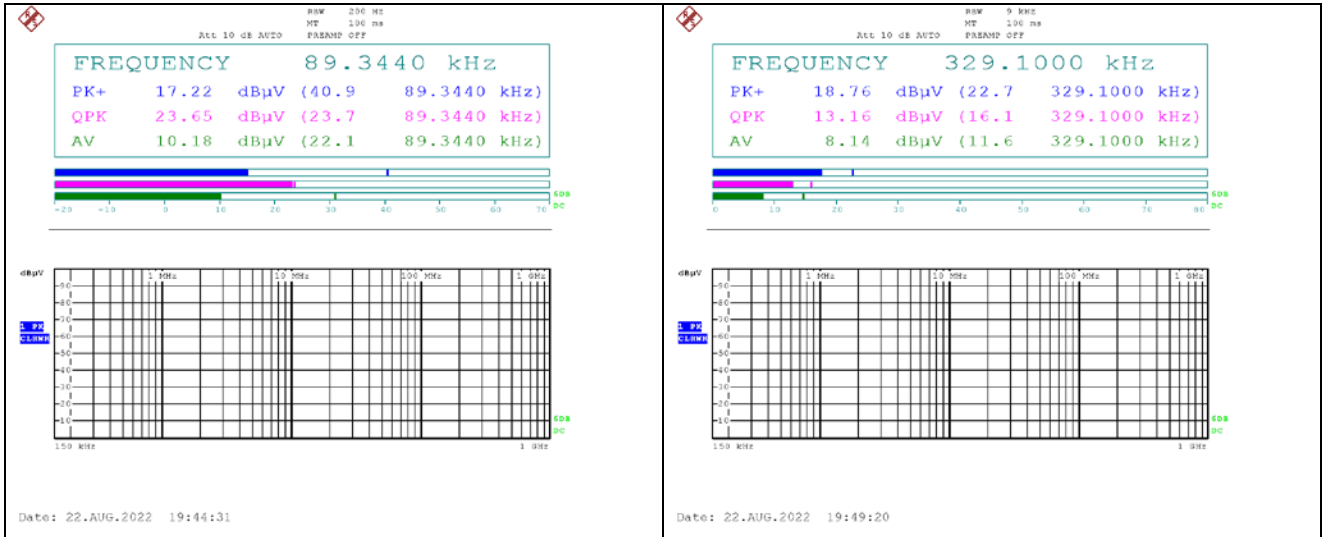 RBW 200 Hz
MT 100 ms
Att 10 dB AUTO PREAMP OFF
FREQUENCY 89.3440 kHz
PK+ 17.22 dBµV (40.9 89.3440 kHz)
QPK 23.65 dBµV (23.7 89.3440 kHz)
AV 10.18 dBµV (22.1 89.3440 kHz)
6DB
-20 -10 0 10 20 30 40 50 60 70 DC
dBµV 1 MHz 10 MHz 100 MHz 1 GHz
90
80
70
1 PK
60
CLRWR
50
40
30
20
10 6DB
DC
150 kHz 1 GHz
Date: 22.AUG.2022 19:44:31
RBW 9 kHz
MT 100 ms
Att 10 dB AUTO PREAMP OFF
FREQUENCY 329.1000 kHz
PK+ 18.76 dBµV (22.7 329.1000 kHz)
QPK 13.16 dBµV (16.1 329.1000 kHz)
AV 8.14 dBµV (11.6 329.1000 kHz)
6DB
0 10 20 30 40 50 60 70 80 DC
dBµV 1 MHz 10 MHz 100 MHz 1 GHz
90
80
70
1 PK
60
CLRWR
50
40
30
20
10 6DB
DC
150 kHz 1 GHz
Date: 22.AUG.2022 19:49:20